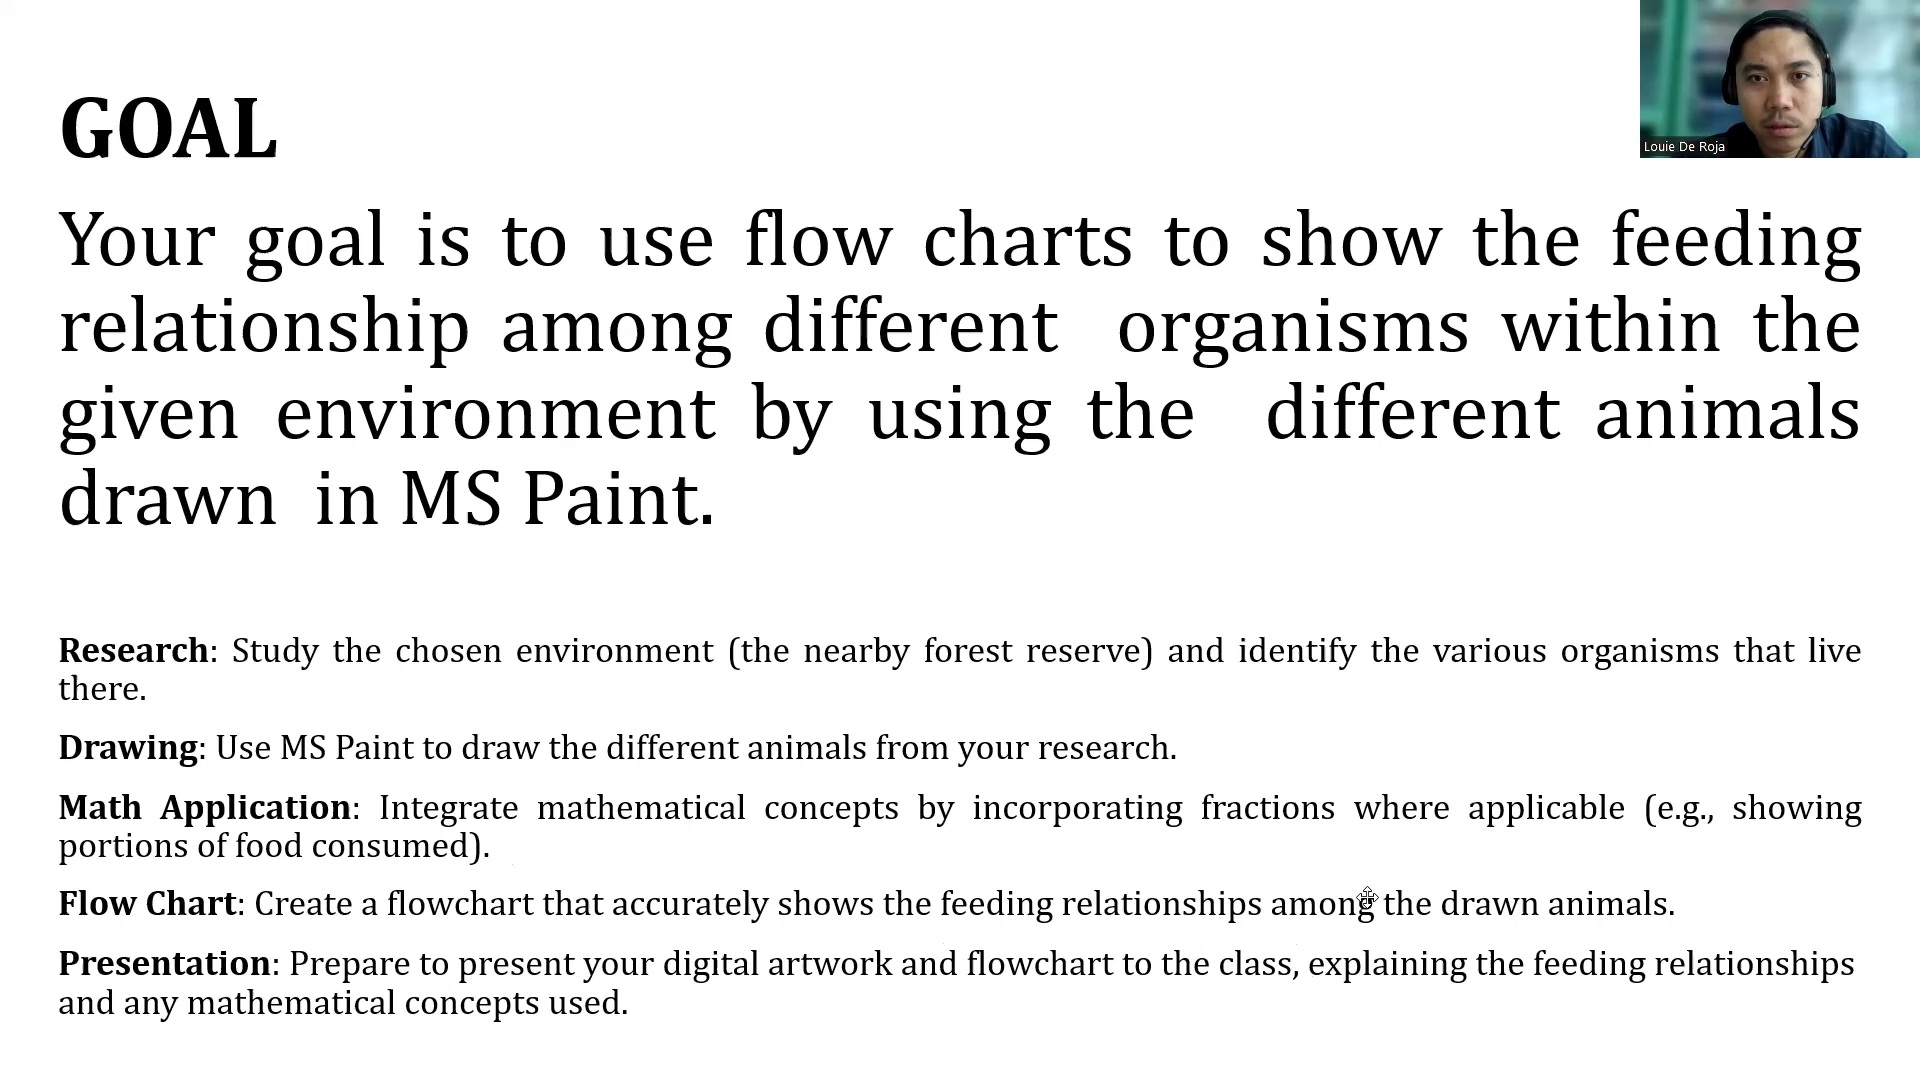 GOAL
Louie De Roja
Your goal is to use flow charts to show the feeding
relationship among different organisms within the
given environment by using the different animals
drawn in MS Paint.
Research: Study the chosen environment (the nearby forest reserve) and identify the various organisms that live
there.
Drawing: Use MS Paint to draw the different animals from your research.
Math Application: Integrate mathematical concepts by incorporating fractions where applicable (e.g., showing
portions of food consumed).
Flow Chart: Create a flowchart that accurately shows the feeding relationships among the drawn animals.
Presentation: Prepare to present your digital artwork and flowchart to the class, explaining the feeding relationships
and any mathematical concepts used.